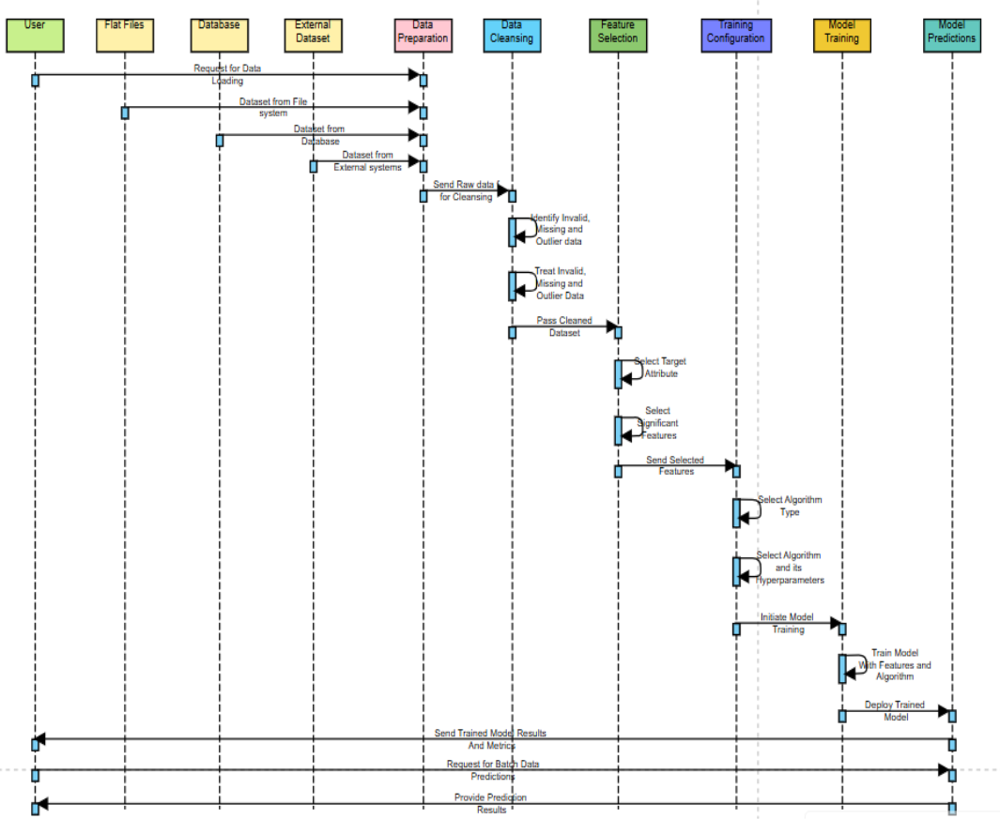 User
Flat Files
Database
External
Dataset
Data
Preparation
Data
Cleansing
Feature
Selection
Training
Configuration
Model
Training
Model
Predictions
Request for Data
Loading
Dataset from File
system
Dataset from
Database
Dataset from
External systems
Send Raw data f
for Cleansing
Identify Invalid,
Missing and
Outlier data
Treat Invalid,
Missing and
Outlier Data
Pass Cleaned
Dataset
Select Target
Attribute
Select
Significant
Features
Send Selected
Features
Select Algorithm
Type
Select Algorithm
and its
Hyperparameters
Initiate Model
Training
Train Model
With Features and
Algorithm
Deploy Trained
Model
Send Trained Model Results
And Metrics
Request for Batch Data
Predictions
Provide Prediction
Results